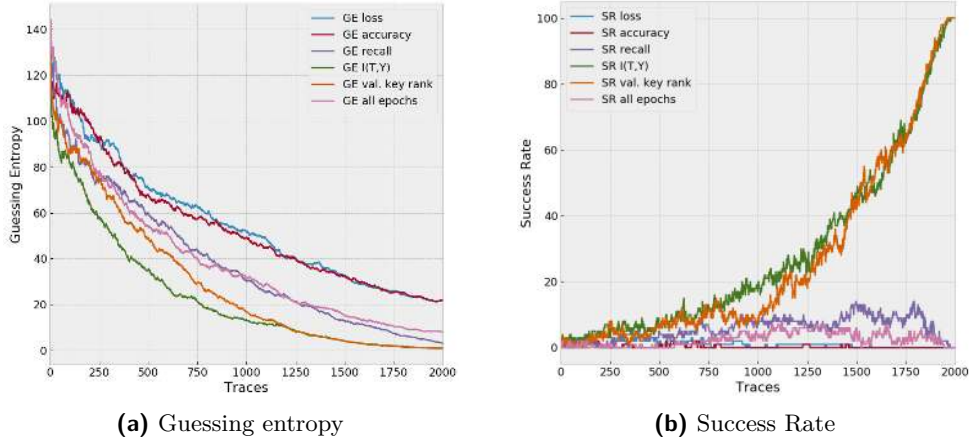 GE loss
GE accuracy
GE recall
GE I(T,Y)
GE val. key rank
GE all epochs
Guessing Entropy
140
120
100
80
60
40
20
0
0 250 500 750 1000 1250 1500 1750 2000
Traces
(a) Guessing entropy
SR loss
SR accuracy
SR recall
SR I(T,Y)
SR val. key rank
SR all epochs
Success Rate
100
80
60
40
20
0
0 250 500 750 1000 1250 1500 1750 2000
Traces
(b) Success Rate